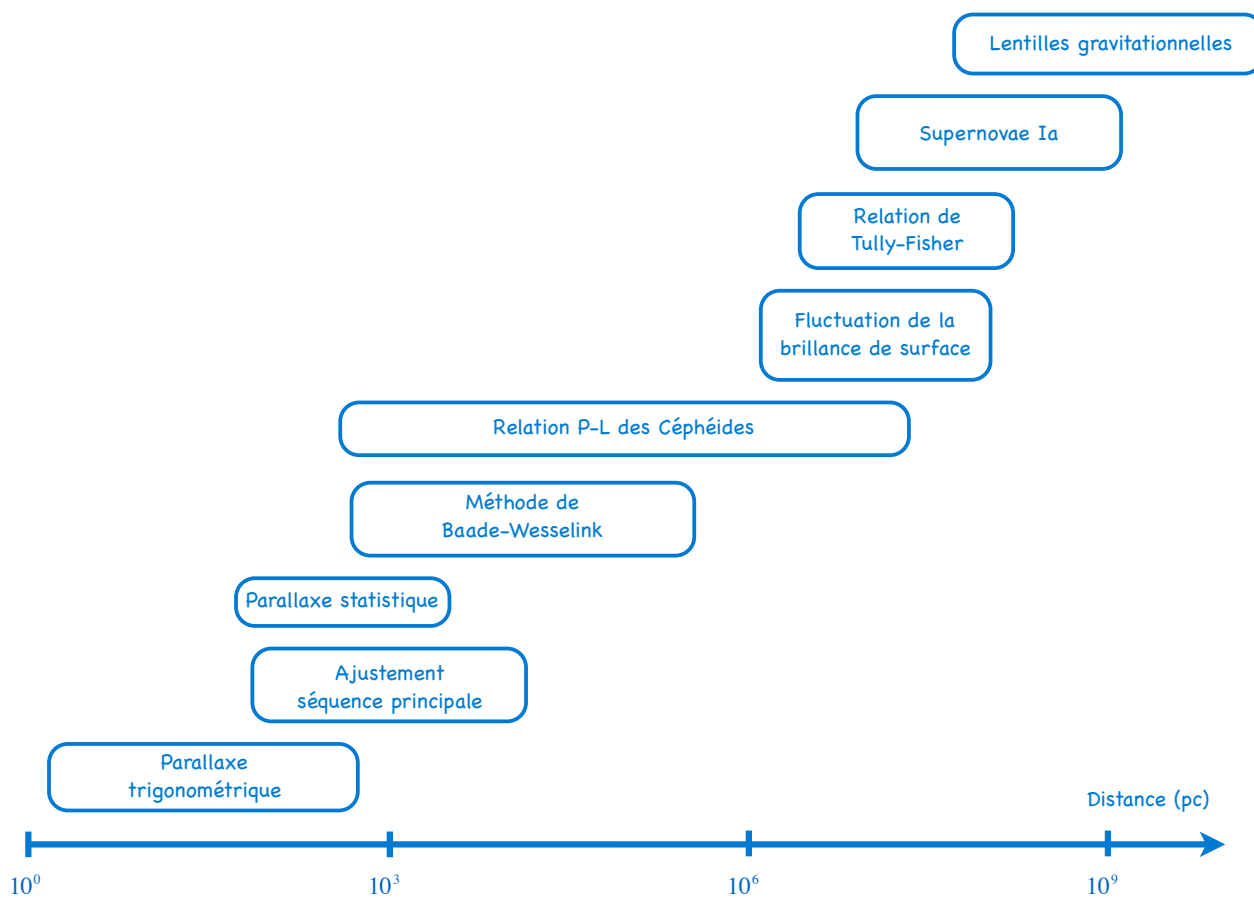 Lentilles gravitationnelles
Supernovae Ia
Relation de
Tully-Fisher
Fluctuation de la
brillance de surface
Relation P-L des Céphéides
Méthode de
Baade-Wesselink
Parallaxe statistique
Ajustement
séquence principale
Parallaxe
trigonométrique
Distance (pc)
10⁰ 10³ 10⁶ 10⁹